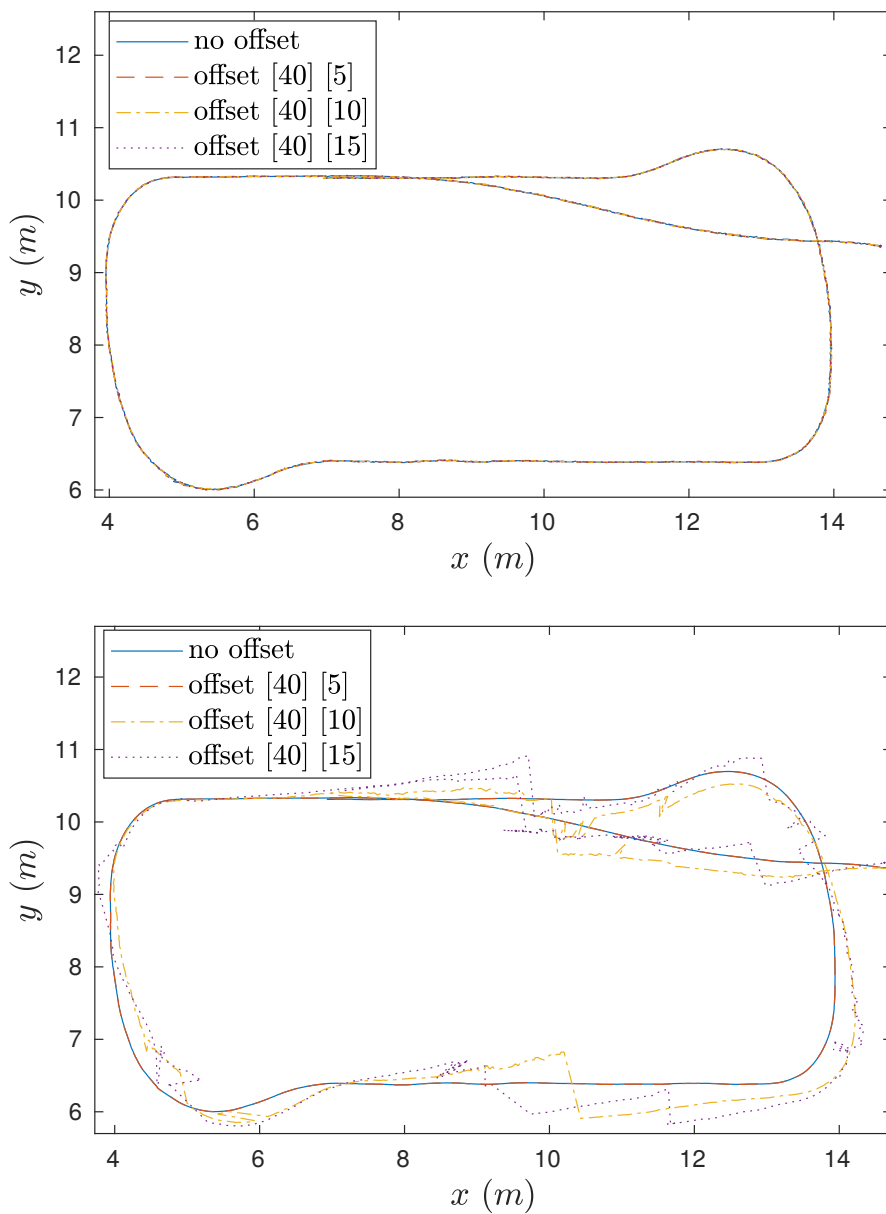 no offset
offset [40] [5]
offset [40] [10]
offset [40] [15]
12
11
10
9
8
7
6
y (m)
4 6 8 10 12 14
x (m)
no offset
offset [40] [5]
offset [40] [10]
offset [40] [15]
12
11
10
9
8
7
6
y (m)
4 6 8 10 12 14
x (m)